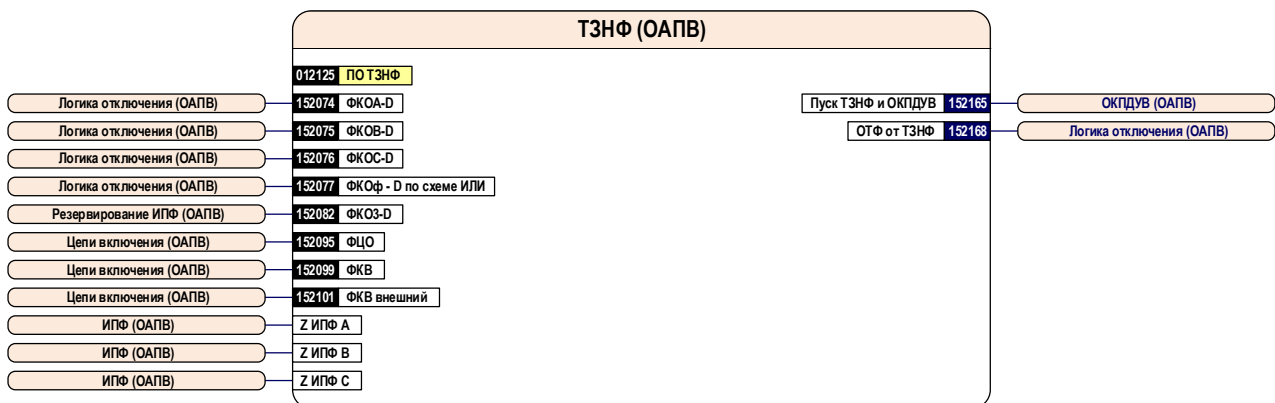 ТЗНФ (ОАПВ)
012125 ПО ТЗНФ
Логика отключения (ОАПВ) 152074 ФКОА-D Пуск ТЗНФ и ОКПДУВ 152165 ОКПДУВ (ОАПВ)
Логика отключения (ОАПВ) 152075 ФКОВ-D ОТФ от ТЗНФ 152168 Логика отключения (ОАПВ)
Логика отключения (ОАПВ) 152076 ФКОС-D
Логика отключения (ОАПВ) 152077 ФКОф - D по схеме ИЛИ
Резервирование ИПФ (ОАПВ) 152082 ФКО3-D
Цепи включения (ОАПВ) 152095 ФЦО
Цепи включения (ОАПВ) 152099 ФКВ
Цепи включения (ОАПВ) 152101 ФКВ внешний
ИПФ (ОАПВ) Z ИПФ А
ИПФ (ОАПВ) Z ИПФ В
ИПФ (ОАПВ) Z ИПФ С